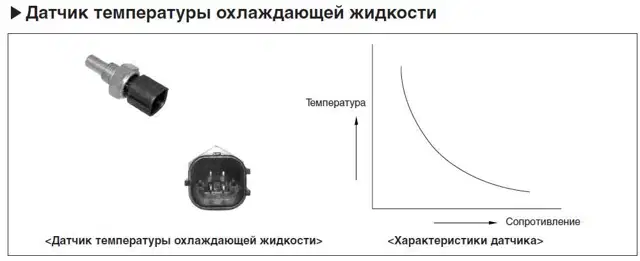 ▶Датчик температуры охлаждающей жидкости
Температура
Сопротивление
<Датчик температуры охлаждающей жидкости>
<Характеристики датчика>